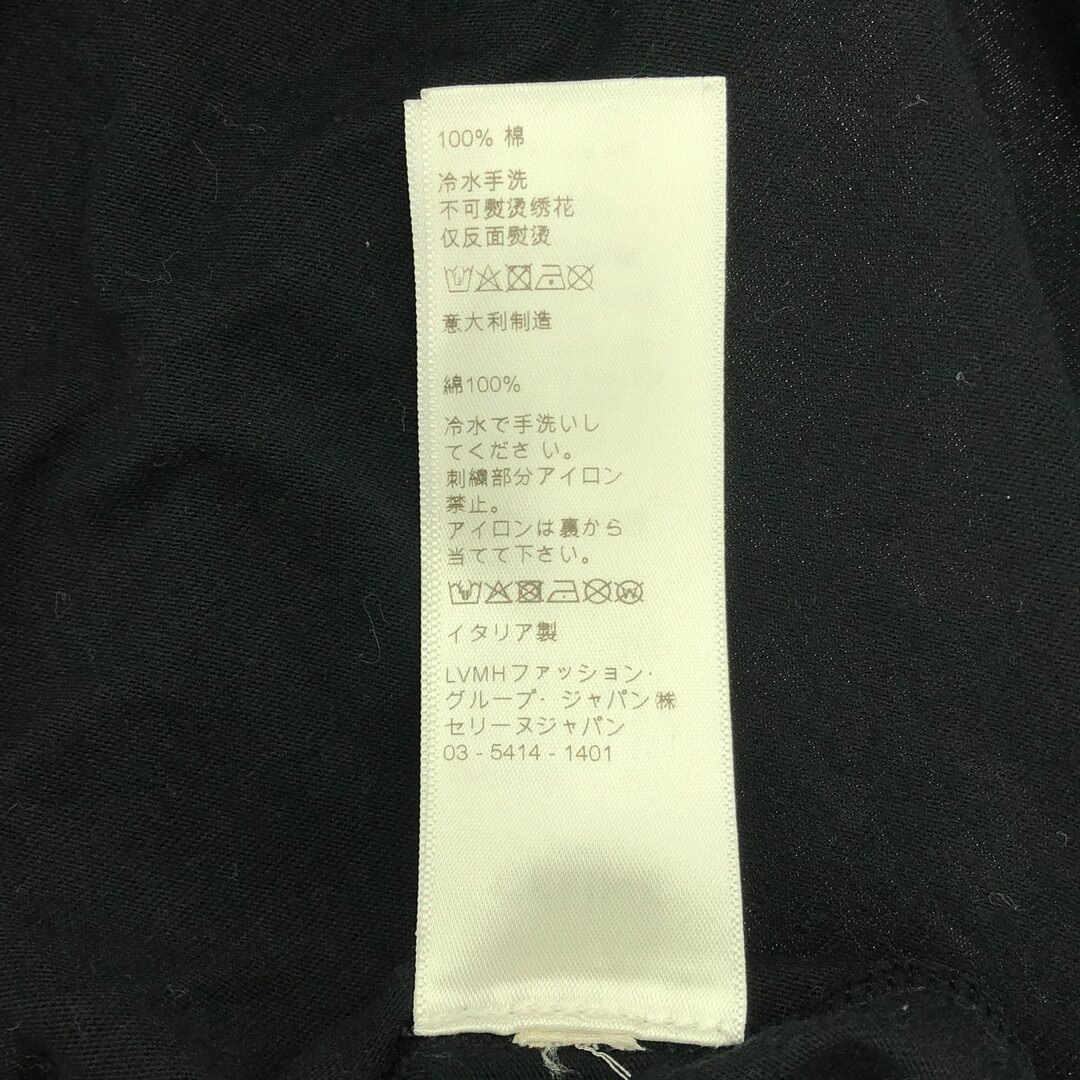 100% 棉
冷水手洗
不可熨烫绣花
仅反面熨烫
意大利制造
綿100%
冷水で手洗いし
てくださ い。
刺繍部分アイロン
禁止。
アイロンは裏から
当てて下さい。
イタリア製
LVMHファッション·
グループ· ジャパン㈱
セリーヌジャパン
03 - 5414 - 1401